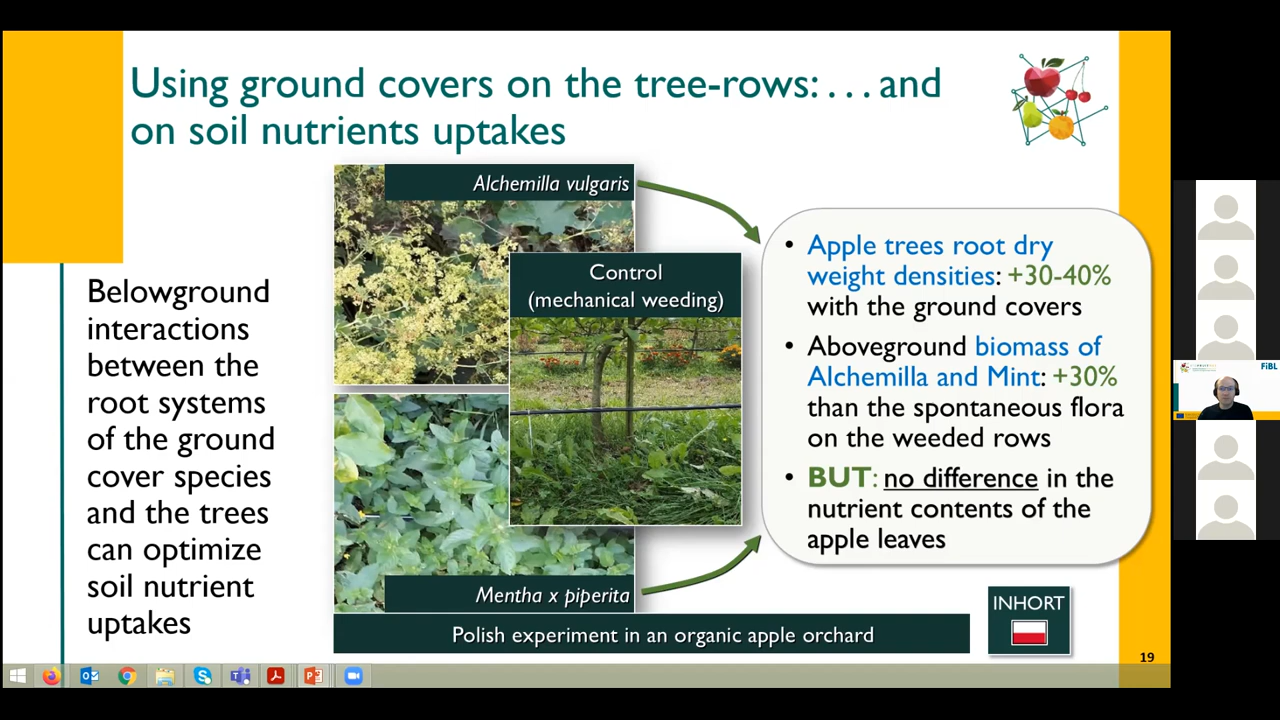 Using ground covers on the tree-rows: . . . and
on soil nutrients uptakes
Belowground
interactions
between the
root systems
of the ground
cover species
and the trees
can optimize
soil nutrient
uptakes
Alchemilla vulgaris
Control
(mechanical weeding)
Mentha x piperita
Polish experiment in an organic apple orchard
• Apple trees root dry
weight densities: +30-40%
with the ground covers
• Aboveground biomass of
Alchemilla and Mint: +30%
than the spontaneous flora
on the weeded rows
• BUT: no difference in the
nutrient contents of the
apple leaves
INHORT
19
FiBL